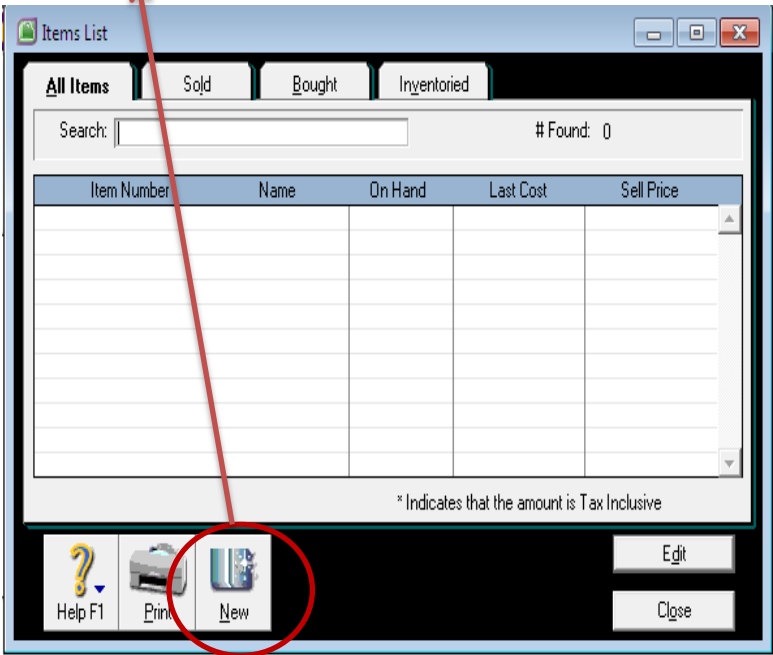 Items List
All Items Sold Bought Inventoried
Search: # Found: 0
Item Number Name On Hand Last Cost Sell Price
* Indicates that the amount is Tax Inclusive
Edit
Help F1 Print New Close